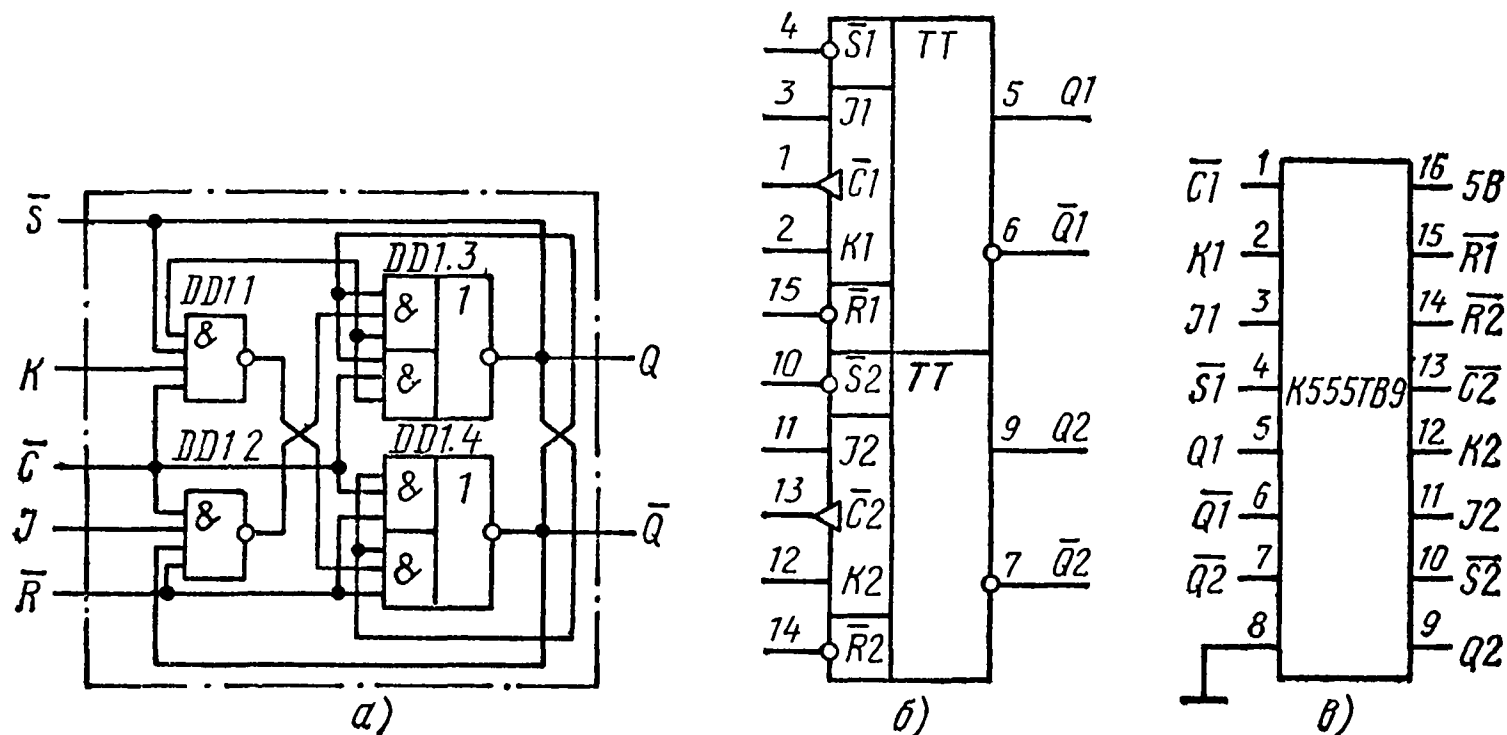 S̅
DD1 1
&
K
C̅
DD1 2
&
J
R̅
DD1.3
&
1
&
DD1.4
&
1
&
Q
Q̅
а)
4 S̅1 TT
3 J1
5 Q1
1 C̅1
2 K1
6 Q̅1
15 R̅1
10 S̅2 TT
11 J2
9 Q2
13 C̅2
12 K2
7 Q̅2
14 R̅2
б)
C̅1̅ 1
K1 2
J1 3
S̅1̅ 4
Q1 5
Q̅1̅ 6
Q̅2̅ 7
8
К555ТВ9
16 5В
15 R̅1̅
14 R̅2̅
13 C̅2̅
12 K2
11 J2
10 S̅2̅
9 Q2
в)